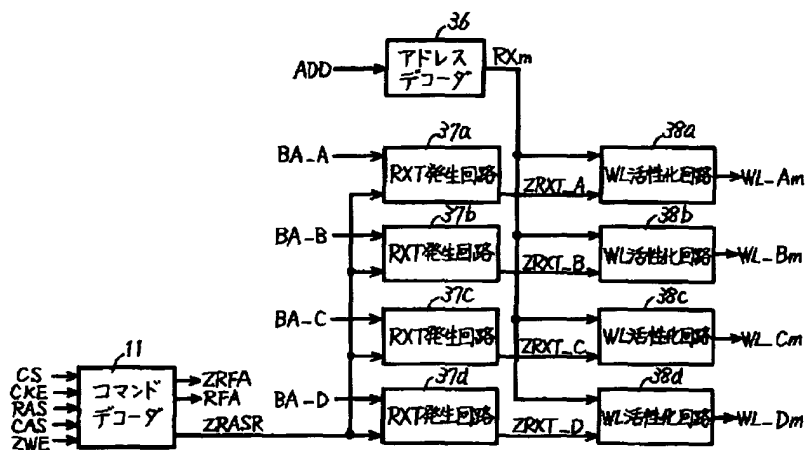 36
アドレス
デコーダ
ADD
RXm
37a
38a
BA_A
RXT発生回路
ZRXT_A
WL活性化回路
WL_Am
37b
38b
BA_B
RXT発生回路
ZRXT_B
WL活性化回路
WL_Bm
37c
38c
BA_C
RXT発生回路
ZRXT_C
WL活性化回路
WL_Cm
37d
38d
BA_D
RXT発生回路
ZRXT_D
WL活性化回路
WL_Dm
11
CS
CKE
RAS
CAS
ZWE
コマンド
デコーダ
ZRFA
RFA
ZRASR